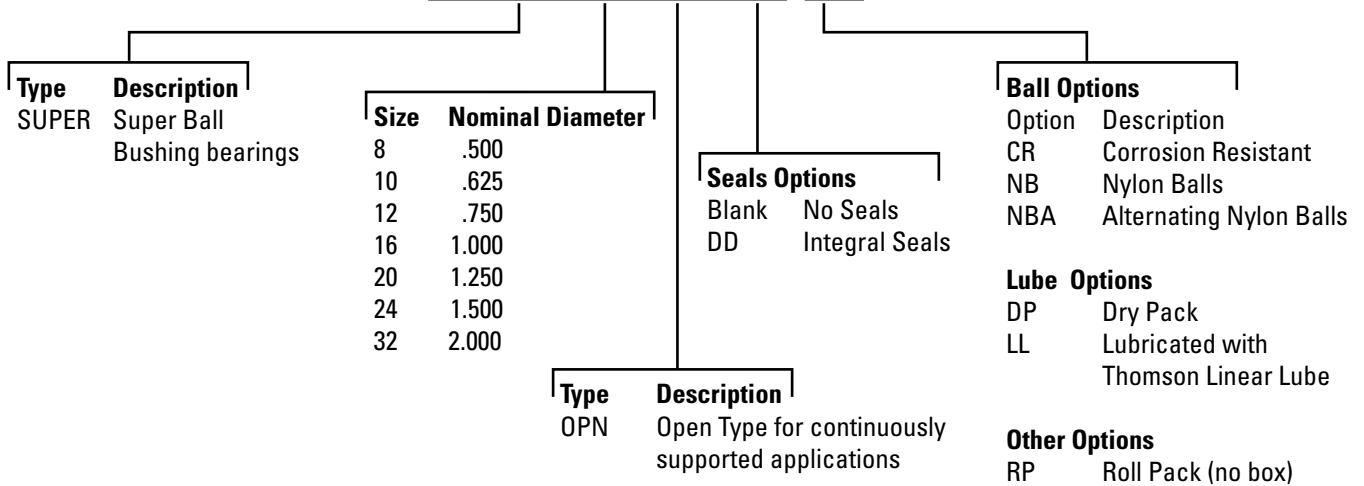 Type Description
SUPER Super Ball
Bushing bearings
Size Nominal Diameter
8 .500
10 .625
12 .750
16 1.000
20 1.250
24 1.500
32 2.000
Type Description
OPN Open Type for continuously
supported applications
Seals Options
Blank No Seals
DD Integral Seals
Ball Options
Option Description
CR Corrosion Resistant
NB Nylon Balls
NBA Alternating Nylon Balls
Lube Options
DP Dry Pack
LL Lubricated with
Thomson Linear Lube
Other Options
RP Roll Pack (no box)